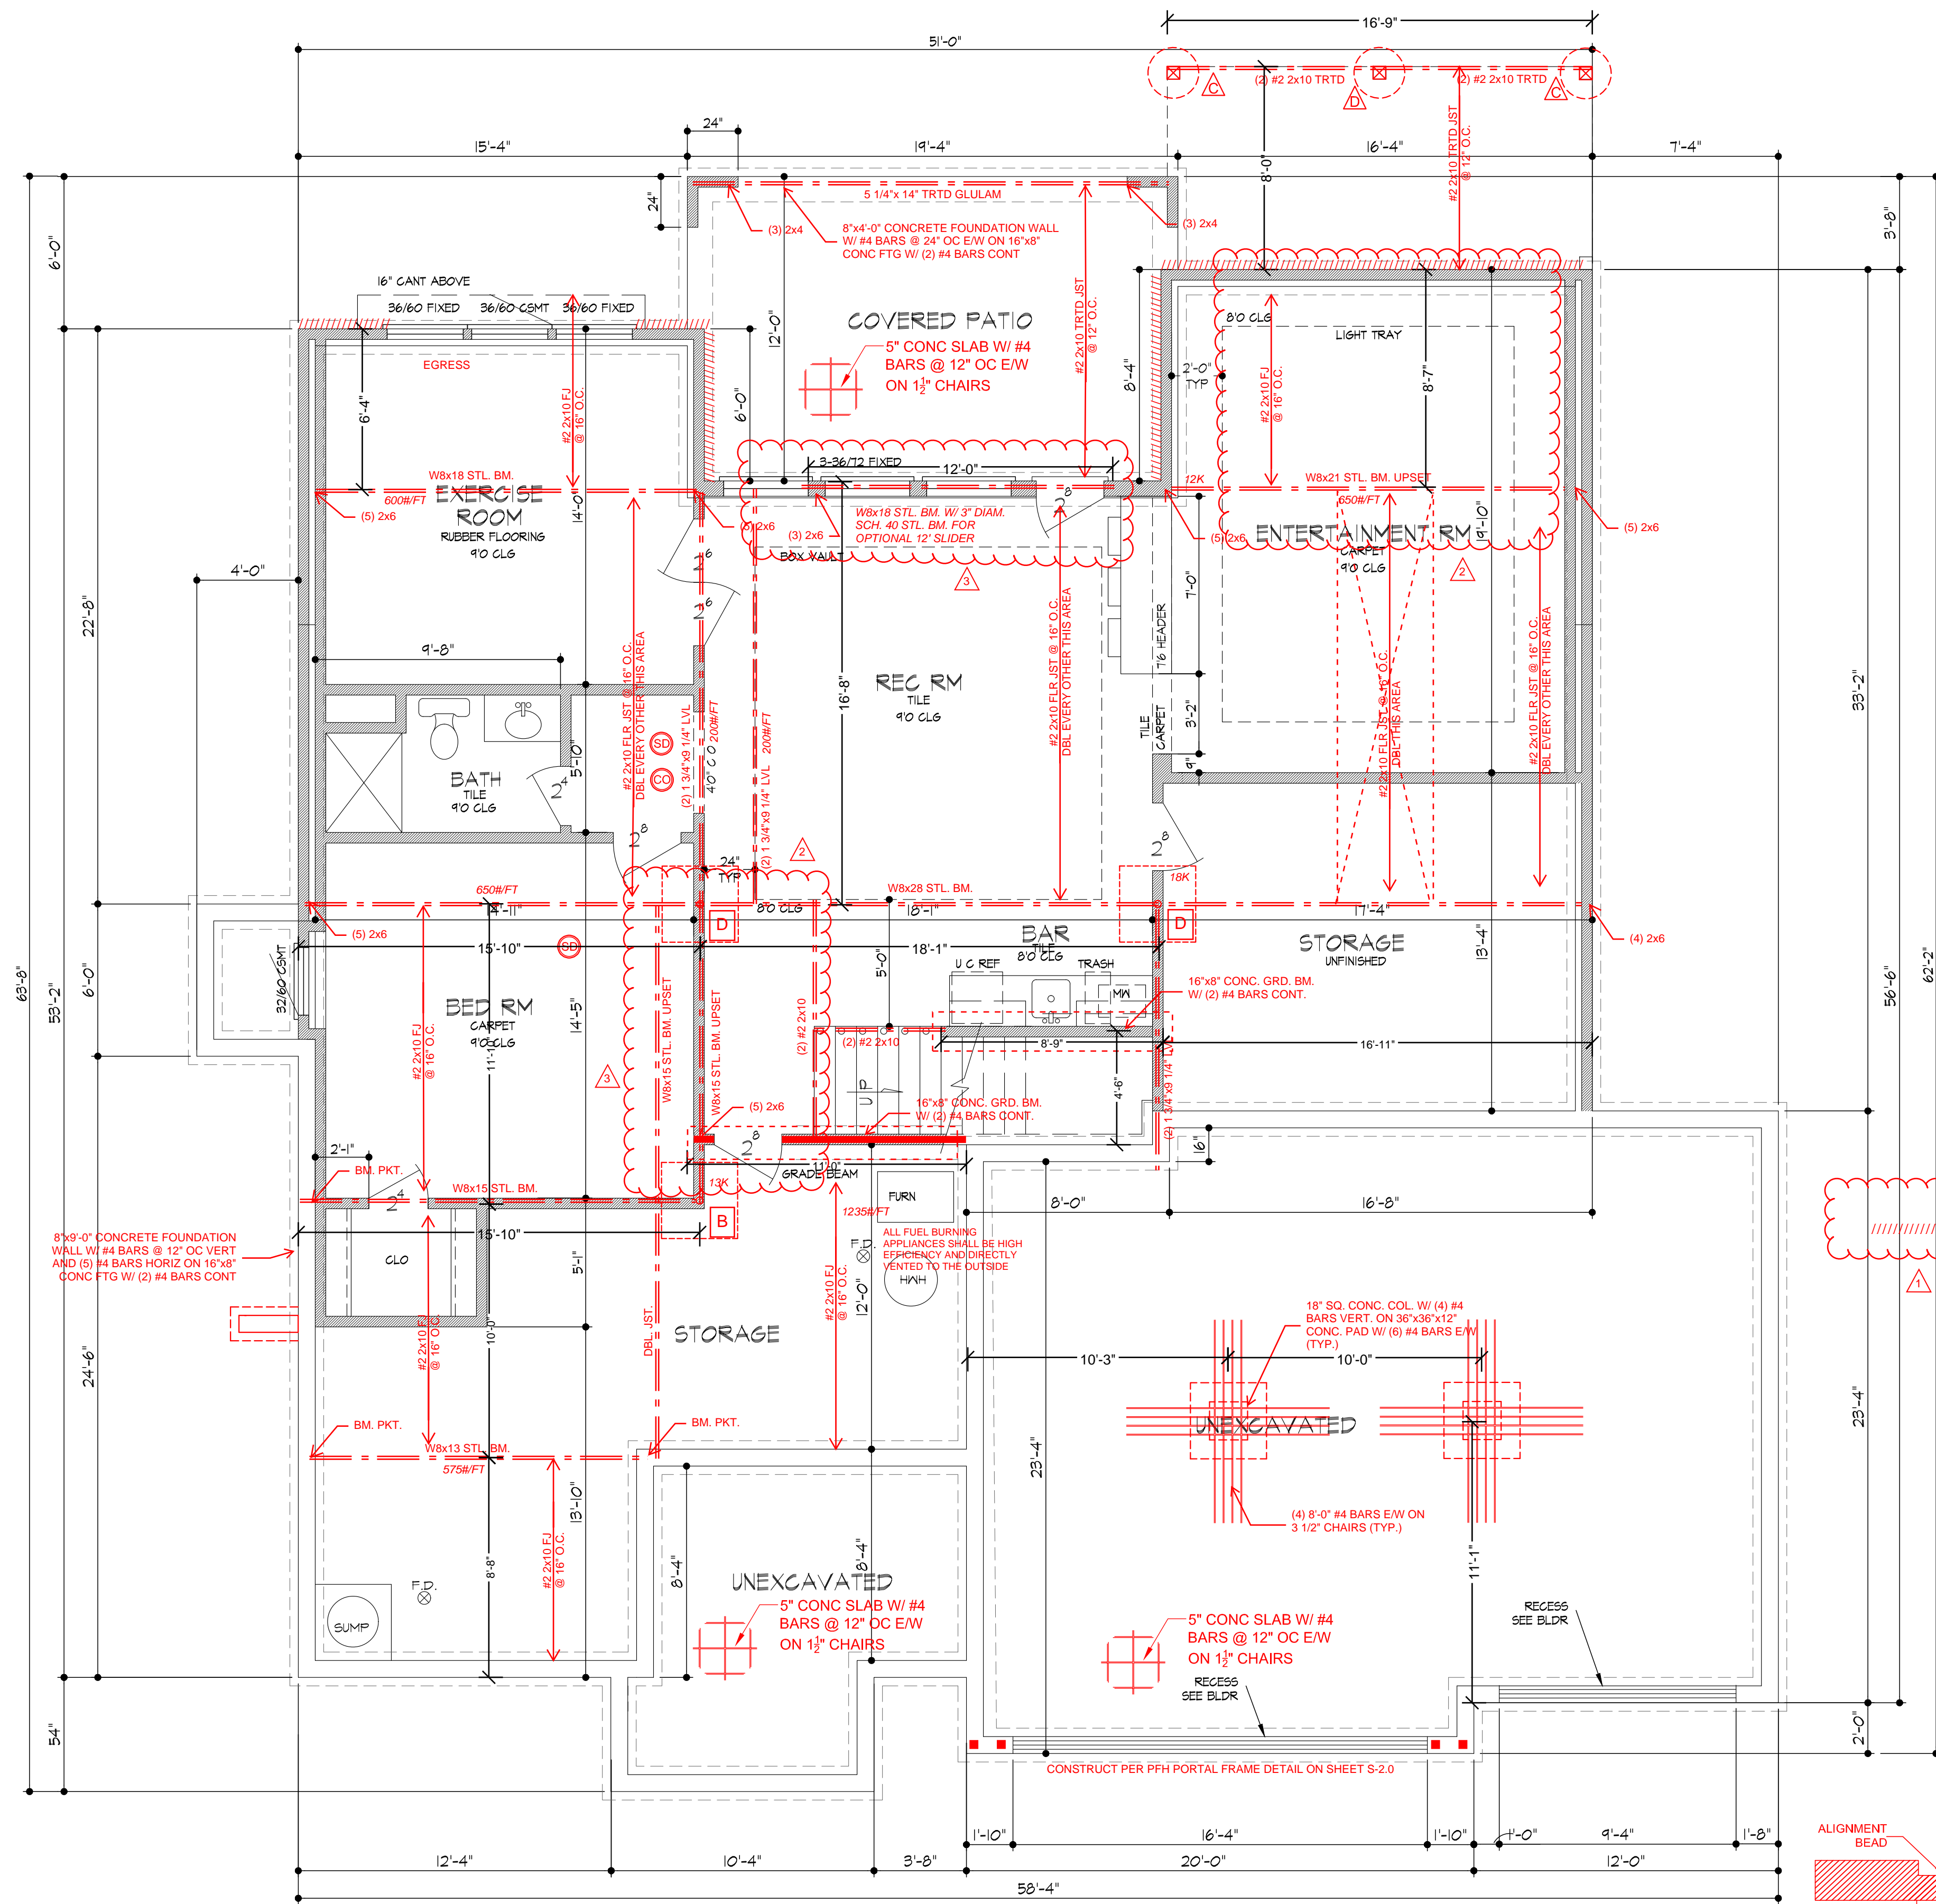 16'-9"
51'-0"
(2) #2 2x10 TRTD
(2) #2 2x10 TRTD
C
D
C
24"
15'-4"
19'-4"
16'-4"
7'-4"
8'-0"
#2 2x10 TRTD JST
@ 12" O.C.
24"
5 1/4"x 14" TRTD GLULAM
(3) 2x4
(3) 2x4
8"x4'-0" CONCRETE FOUNDATION WALL
W/ #4 BARS @ 24" OC E/W ON 16"x8"
CONC FTG W/ (2) #4 BARS CONT
3'-8"
6'-0"
16" CANT ABOVE
36/60 FIXED
36/60 CSMT
36/60 FIXED
EGRESS
COVERED PATIO
5" CONC SLAB W/ #4
BARS @ 12" OC E/W
ON 1½" CHAIRS
12'-0"
6'-0"
#2 2x10 TRTD JST
@ 12" O.C.
8'-4"
8'0 CLG
LIGHT TRAY
2'-0"
TYP
#2 2x10 FJ
@ 16" O.C.
8'-7"
6'-4"
#2 2x10 FJ
@ 16" O.C.
W8x18 STL. BM.
600#/FT
(5) 2x6
EXERCISE
ROOM
RUBBER FLOORING
9'0 CLG
14'-0"
3-36/72 FIXED
12'-0"
2⁸
W8x18 STL. BM. W/ 3" DIAM.
SCH. 40 STL. BM. FOR
OPTIONAL 12' SLIDER
(5) 2x6
(3) 2x6
BOX VAULT
3
12K
W8x21 STL. BM. UPSET
650#/FT
(5) 2x6
(5) 2x6
ENTERTAINMENT RM
CARPET
9'0 CLG
19'-10"
2
2⁶
2⁶
4'-0"
22'-8"
9'-8"
#2 2x10 FLR JST @ 16" O.C.
DBL EVERY OTHER THIS AREA
16'-8"
REC RM
TILE
9'0 CLG
#2 2x10 FLR JST @ 16" O.C.
DBL EVERY OTHER THIS AREA
7'-0"
7'6 HEADER
3'-2"
TILE
CARPET
9"
#2 2x10 FLR JST @ 16" O.C.
DBL THIS AREA
#2 2x10 FLR JST @ 16" O.C.
DBL EVERY OTHER THIS AREA
33'-2"
BATH
TILE
9'0 CLG
2⁴
5'-10"
SD
CO
(2) 1 3/4"x9 1/4" LVL
200#/FT
4'0" C O
(2) 1 3/4"x9 1/4" LVL
200#/FT
2⁸
2
24"
TYP
8'0 CLG
650#/FT
14'-11"
(5) 2x6
15'-10"
SD
W8x28 STL. BM.
18'-1"
18'-1"
18K
D
D
17'-4"
(4) 2x6
2⁸
STORAGE
UNFINISHED
13'-4"
BAR
TILE
8'0 CLG
U C REF
TRASH
MW
5'-0"
16"x8" CONC. GRD. BM.
W/ (2) #4 BARS CONT.
63'-8"
53'-2"
6'-0"
32/60 CSMT
BED RM
CARPET
9'0 CLG
#2 2x10 FJ
@ 16" O.C.
14'-5"
W8x15 STL. BM. UPSET
W8x15 STL. BM. UPSET
(2) #2 2x10
(2) #2 2x10
8'-9"
16'-11"
4'-6"
(2) 1 3/4"x9 1/4" LVL
UP
3
(5) 2x6
16"x8" CONC. GRD. BM.
W/ (2) #4 BARS CONT.
16"
56'-6"
62'-2"
2'-1"
BM. PKT.
2⁴
W8x15 STL. BM.
15'-10"
2⁸
11'-0"
GRADE BEAM
13K
B
1235#/FT
FURN
F.D.
ALL FUEL BURNING
APPLIANCES SHALL BE HIGH
EFFICIENCY AND DIRECTLY
VENTED TO THE OUTSIDE
HWH
8'-0"
16'-8"
8"x9'-0" CONCRETE FOUNDATION
WALL W/ #4 BARS @ 12" OC VERT
AND (5) #4 BARS HORIZ ON 16"x8"
CONC FTG W/ (2) #4 BARS CONT
CLO
5'-1"
#2 2x10 FJ
@ 16" O.C.
10'-0"
DBL. JST.
STORAGE
#2 2x10 FJ
@ 16" O.C.
12'-0"
1
18" SQ. CONC. COL. W/ (4) #4
BARS VERT. ON 36"x36"x12"
CONC. PAD W/ (6) #4 BARS E/W
(TYP.)
10'-3"
10'-0"
24'-6"
BM. PKT.
BM. PKT.
W8x13 STL. BM.
575#/FT
UNEXCAVATED
23'-4"
23'-4"
(4) 8'-0" #4 BARS E/W ON
3 1/2" CHAIRS (TYP.)
13'-10"
8'-8"
#2 2x10 FJ
@ 16" O.C.
8'-4"
8'-4"
11'-1"
F.D.
SUMP
UNEXCAVATED
5" CONC SLAB W/ #4
BARS @ 12" OC E/W
ON 1½" CHAIRS
5" CONC SLAB W/ #4
BARS @ 12" OC E/W
ON 1½" CHAIRS
RECESS
SEE BLDR
RECESS
SEE BLDR
54"
2'-0"
CONSTRUCT PER PFH PORTAL FRAME DETAIL ON SHEET S-2.0
1'-10"
16'-4"
1'-10"
1'-0"
9'-4"
1'-8"
ALIGNMENT
BEAD
12'-4"
10'-4"
3'-8"
20'-0"
12'-0"
58'-4"